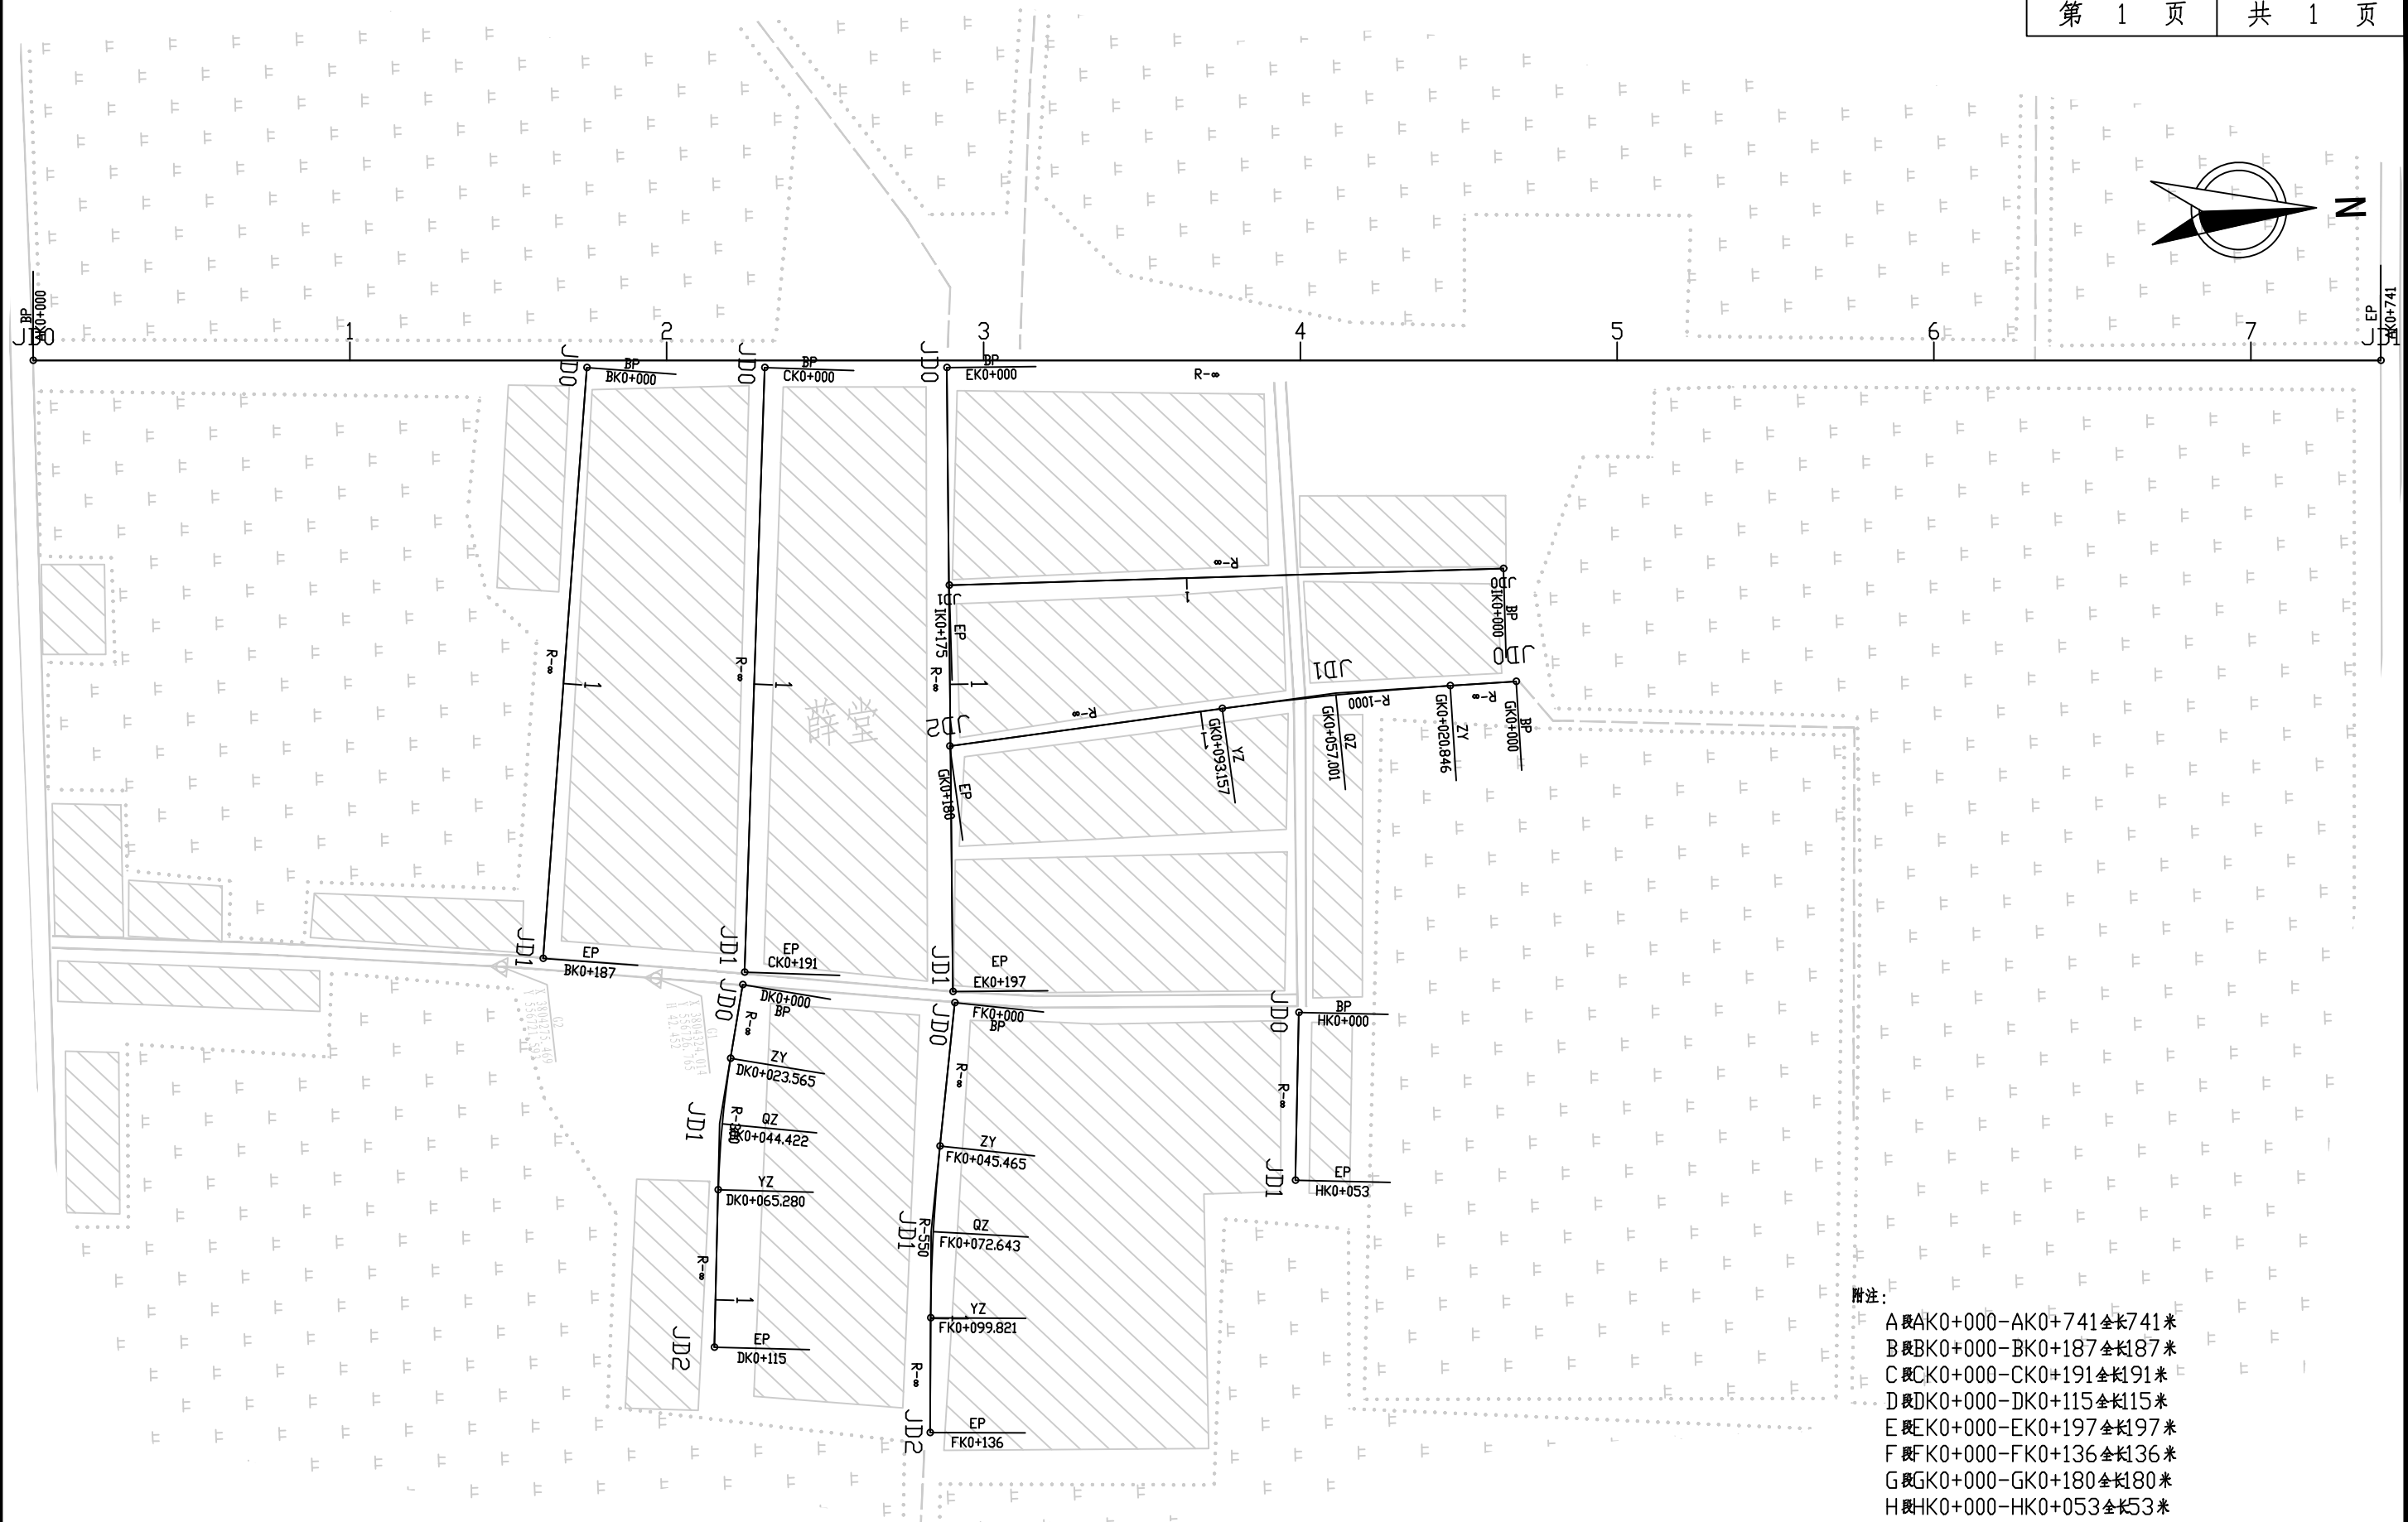 第 1 页 共 1 页
N
BP
AK0+000
JD0
1
2
3
4
5
6
7
EP
AK0+741
JD1
JD0
BP
BK0+000
JD0
BP
CK0+000
JD0
BP
EK0+000
R-∞
R-∞
JD0
IK0+000
BP
1
JD1
IK0+175
EP
R-∞
1
R-∞
1
R-∞
1
薛堂
JD0
GK0+000
BP
R-∞
GK0+020.846
ZY
JD1
R-1000
GK0+057.001
QZ
GK0+093.157
YZ
1
R-∞
JD2
GK0+180
EP
JD1
EP
BK0+187
JD1
EP
CK0+191
JD1
EP
EK0+197
JD0
DK0+000
BP
R-∞
ZY
DK0+023.565
JD1
R-300
QZ
DK0+044.422
YZ
DK0+065.280
R-∞
1
JD2
EP
DK0+115
JD0
FK0+000
BP
R-∞
ZY
FK0+045.465
JD1
R-550
QZ
FK0+072.643
YZ
FK0+099.821
R-∞
JD2
EP
FK0+136
JD0
BP
HK0+000
R-∞
JD1
EP
HK0+053
G2
G1
附注:
A段AK0+000-AK0+741全长741米
B段BK0+000-BK0+187全长187米
C段CK0+000-CK0+191全长191米
D段DK0+000-DK0+115全长115米
E段EK0+000-EK0+197全长197米
F段FK0+000-FK0+136全长136米
G段GK0+000-GK0+180全长180米
H段HK0+000-HK0+053全长53米